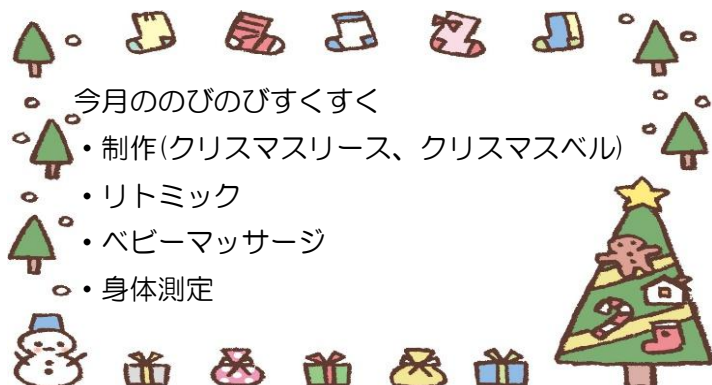 今月ののびのびすくすく
・制作(クリスマスリース、クリスマスベル)
・リトミック
・ベビーマッサージ
・身体測定